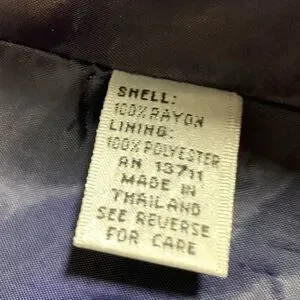 SHELL:
100% RAYON
LINING:
100% POLYESTER
RN 13711
MADE IN
THAILAND
SEE REVERSE
FOR CARE